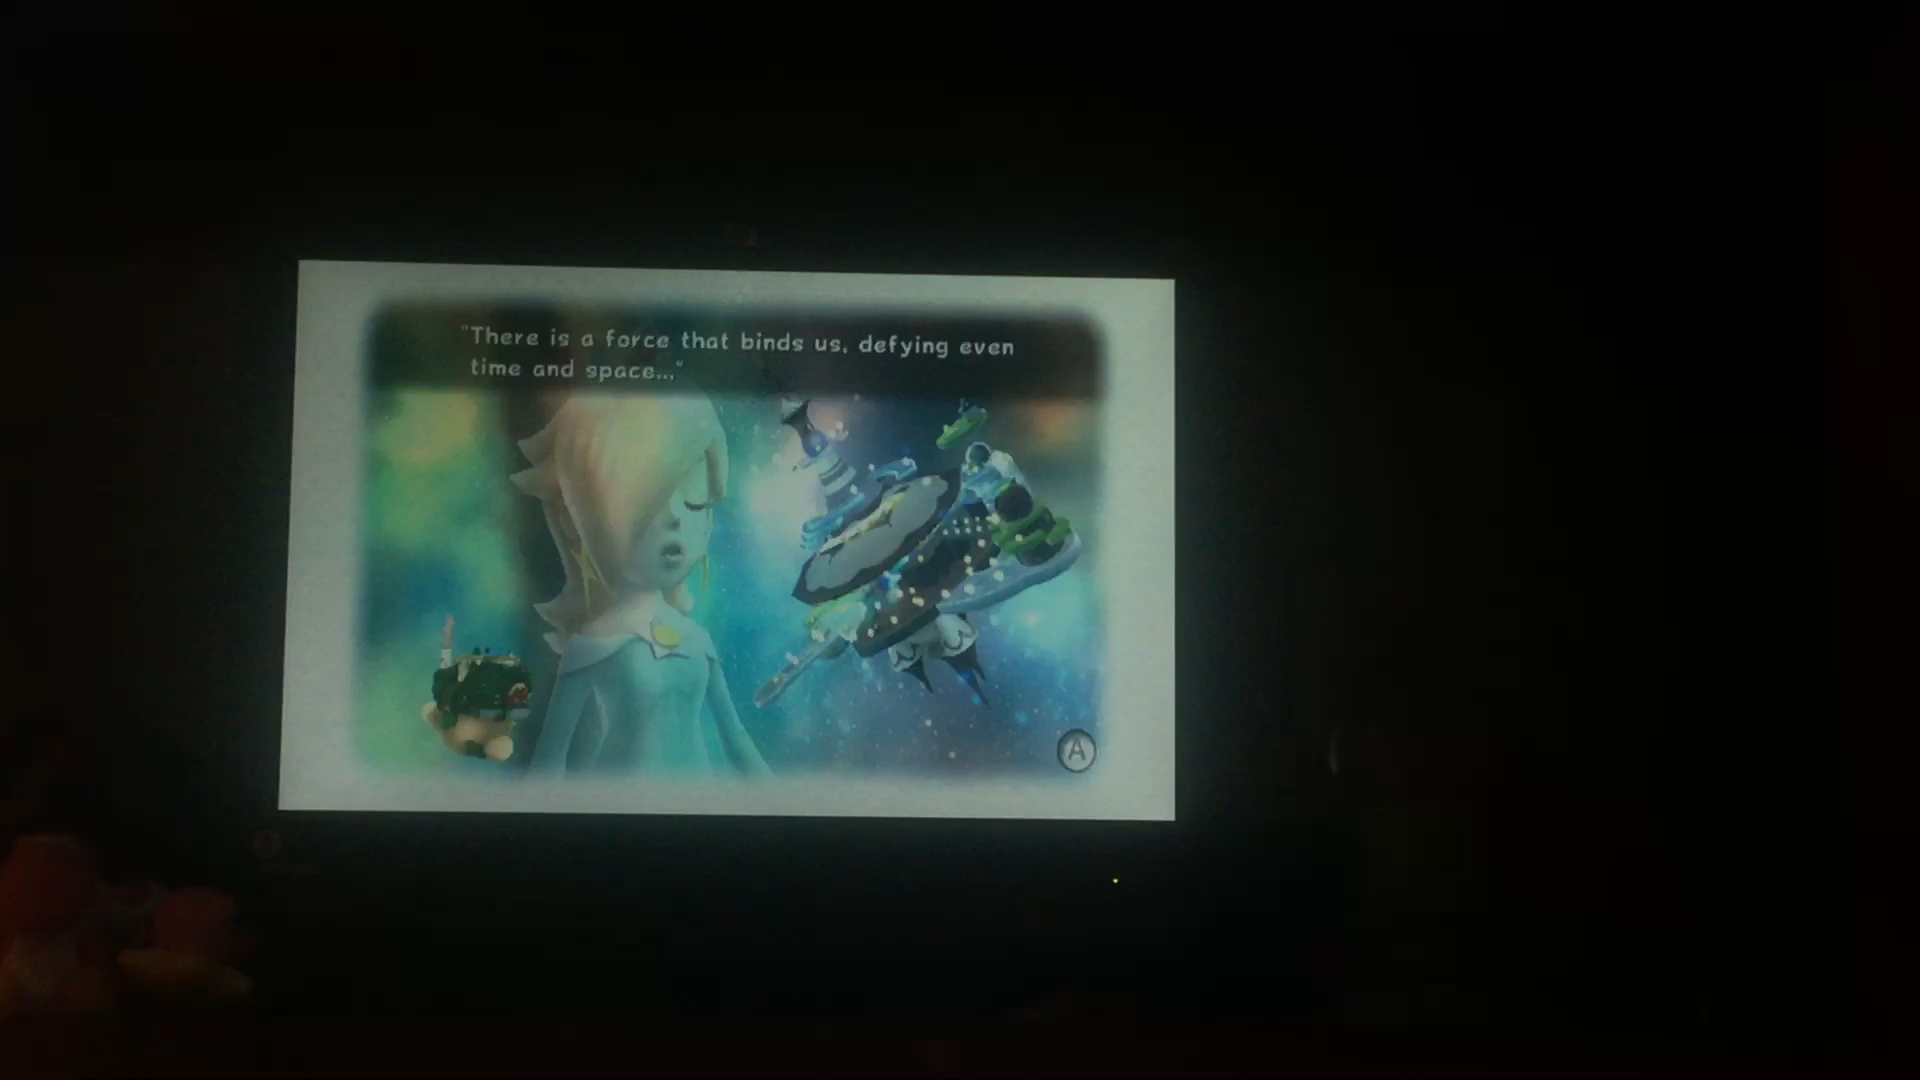 "There is a force that binds us, defying even
time and space..."
A